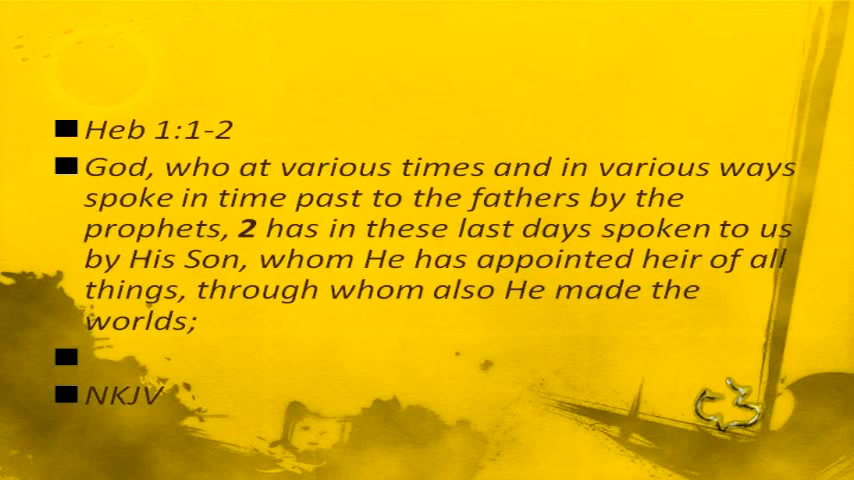 Heb 1:1-2
God, who at various times and in various ways
spoke in time past to the fathers by the
prophets, 2 has in these last days spoken to us
by His Son, whom He has appointed heir of all
things, through whom also He made the
worlds;
NKJV
C3